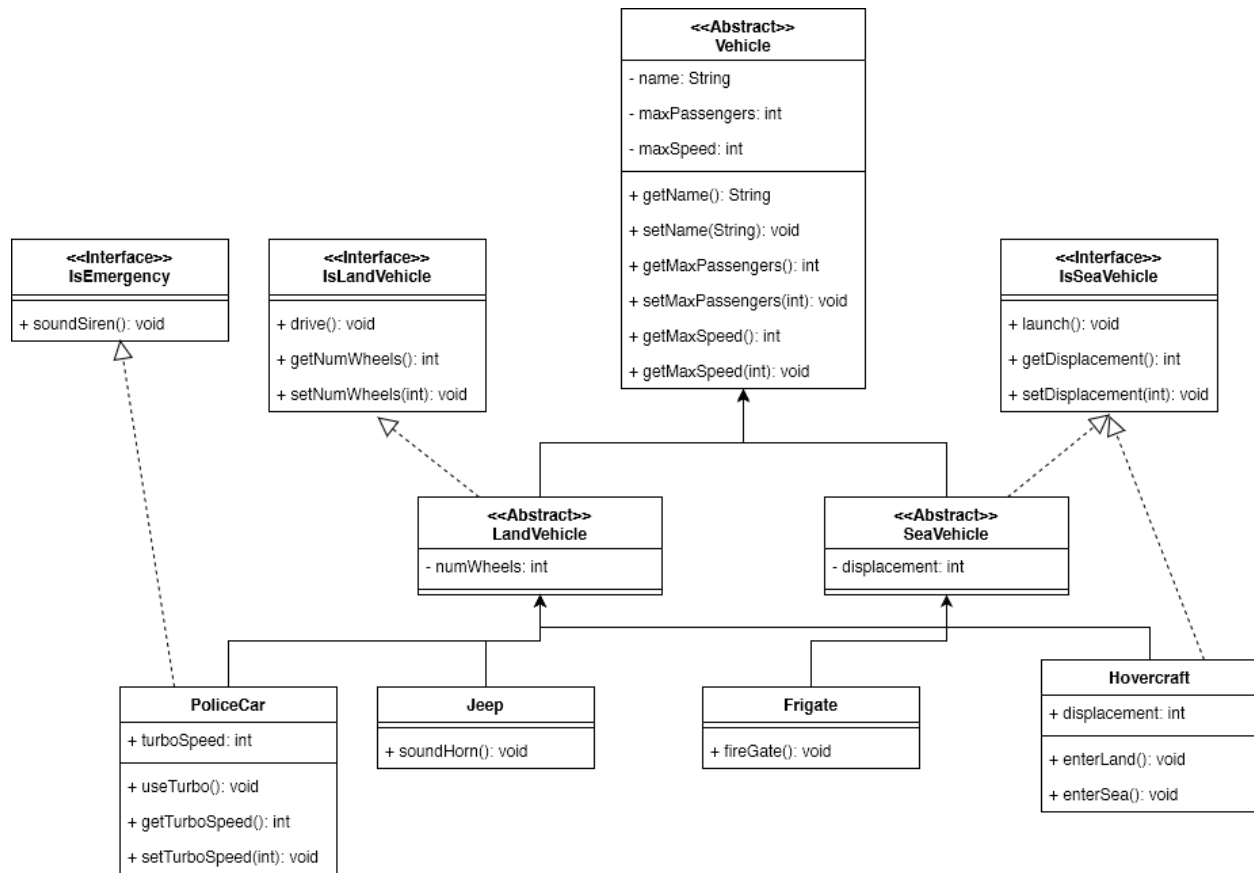 <<Abstract>>
Vehicle
- name: String
- maxPassengers: int
- maxSpeed: int
+ getName(): String
+ setName(String): void
+ getMaxPassengers(): int
+ setMaxPassengers(int): void
+ getMaxSpeed(): int
+ getMaxSpeed(int): void
<<Interface>>
IsEmergency
+ soundSiren(): void
<<Interface>>
IsLandVehicle
+ drive(): void
+ getNumWheels(): int
+ setNumWheels(int): void
<<Interface>>
IsSeaVehicle
+ launch(): void
+ getDisplacement(): int
+ setDisplacement(int): void
<<Abstract>>
LandVehicle
- numWheels: int
<<Abstract>>
SeaVehicle
- displacement: int
PoliceCar
+ turboSpeed: int
+ useTurbo(): void
+ getTurboSpeed(): int
+ setTurboSpeed(int): void
Jeep
+ soundHorn(): void
Frigate
+ fireGate(): void
Hovercraft
+ displacement: int
+ enterLand(): void
+ enterSea(): void